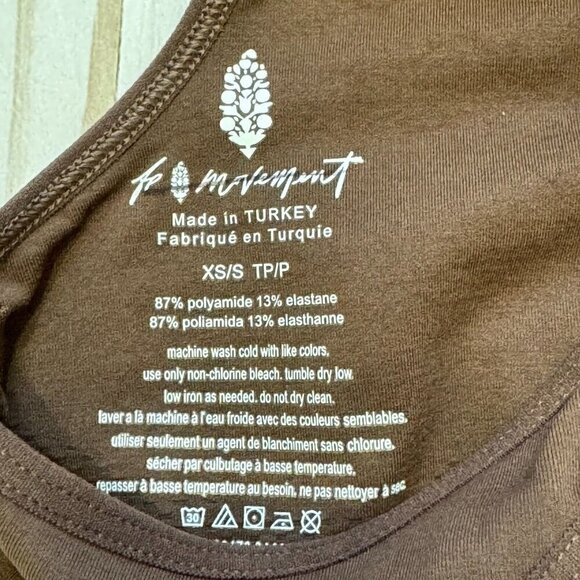 fp movement
Made in TURKEY
Fabriqué en Turquie
XS/S TP/P
87% polyamide 13% elastane
87% poliamida 13% elasthanne
machine wash cold with like colors.
use only non-chlorine bleach. tumble dry low.
low iron as needed. do not dry clean.
laver a là machine à l'eau froide avec des couleurs semblables.
utiliser seulement un agent de blanchiment sans chlorure.
sécher par culbutage à basse temperature.
repasser à basse température au besoin, ne pas nettoyer à sec
30